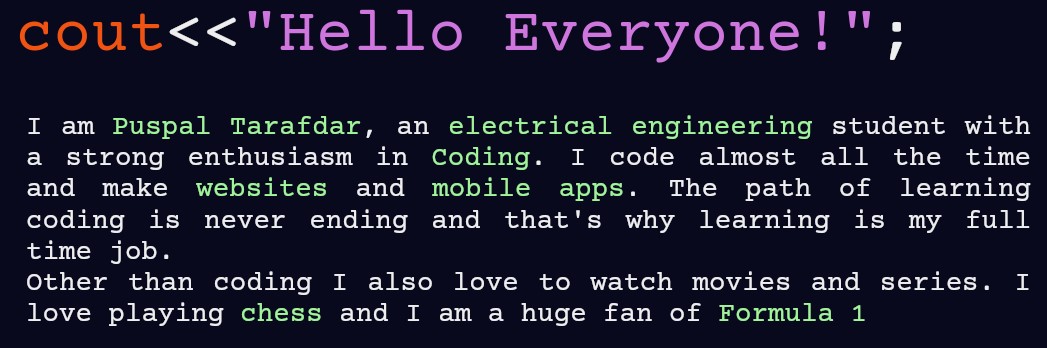 cout<<"Hello Everyone!";
I am Puspal Tarafdar, an electrical engineering student with
a strong enthusiasm in Coding. I code almost all the time
and make websites and mobile apps. The path of learning
coding is never ending and that's why learning is my full
time job.
Other than coding I also love to watch movies and series. I
love playing chess and I am a huge fan of Formula 1